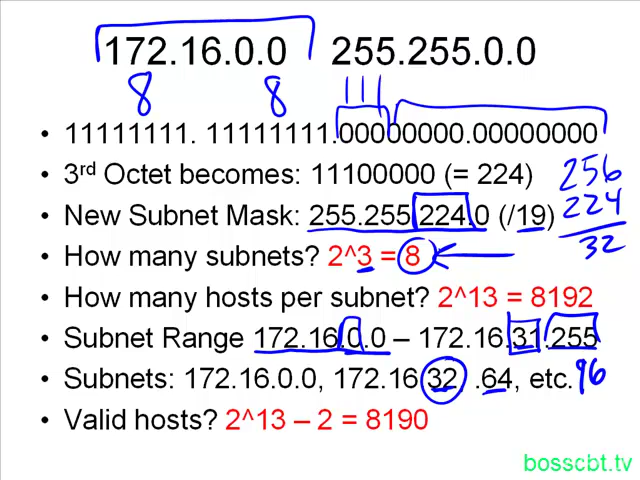 172.16.0.0 255.255.0.0
8 8 111
• 11111111. 11111111.00000000.00000000
• 3rd Octet becomes: 11100000 (= 224)
256
• New Subnet Mask: 255.255.224.0 (/19)
224
32
• How many subnets? 2^3 = 8
• How many hosts per subnet? 2^13 = 8192
• Subnet Range 172.16.0.0 – 172.16.31.255
• Subnets: 172.16.0.0, 172.16.32 .64, etc. 96
• Valid hosts? 2^13 – 2 = 8190
bosscbt.tv